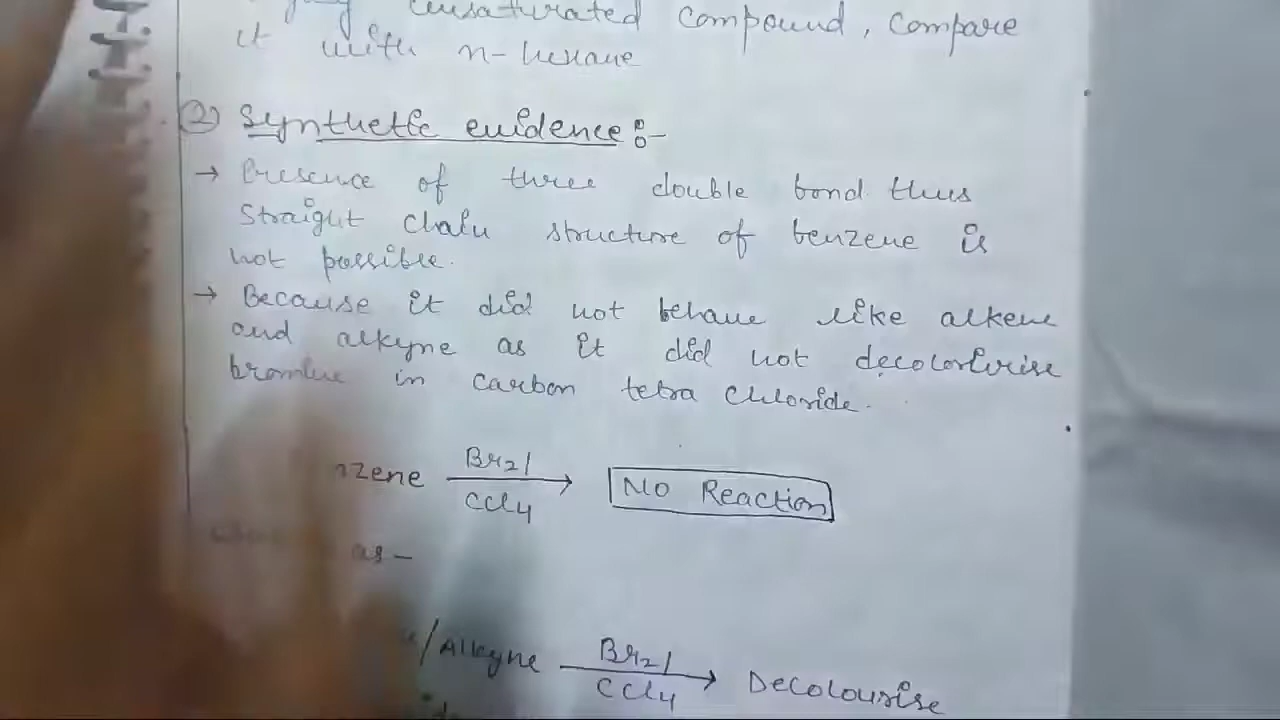 unsaturated compound, compare
it with n-hexane
② Synthetic evidence :-
→ Presence of three double bond thus
straight chain structure of benzene is
not possible.
→ Because it did not behave like alkene
and alkyne as it did not decolourise
bromine in carbon tetra chloride.
nzene Br2/ CCl4 → No Reaction
as -
/Alkyne Br2/ CCl4 → Decolourise